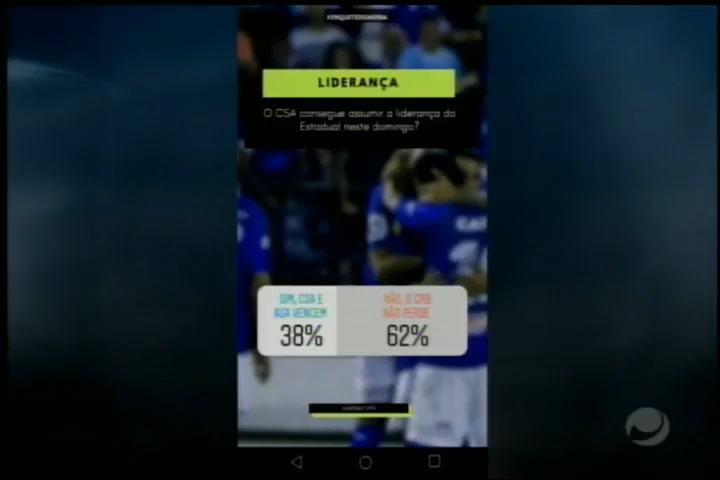 LIDERANÇA
O CSA consegue assumir a liderança do
Estadual neste domingo?
SIM, CSA E
ASA VENCEM
38%
NÃO, O CRB
NÃO PERDE
62%